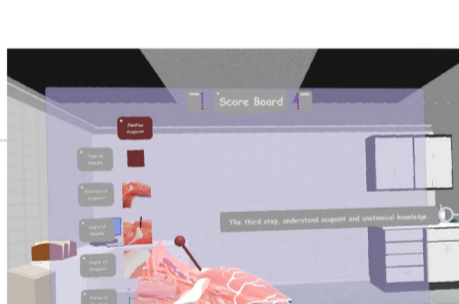 Score Board
Jianliao
Acupoint
Type of
Needle
Position of
Acupoint
Angle of
Needle
Depth of
Acupoint
The third step, understand acupoint and anatomical knowledge.